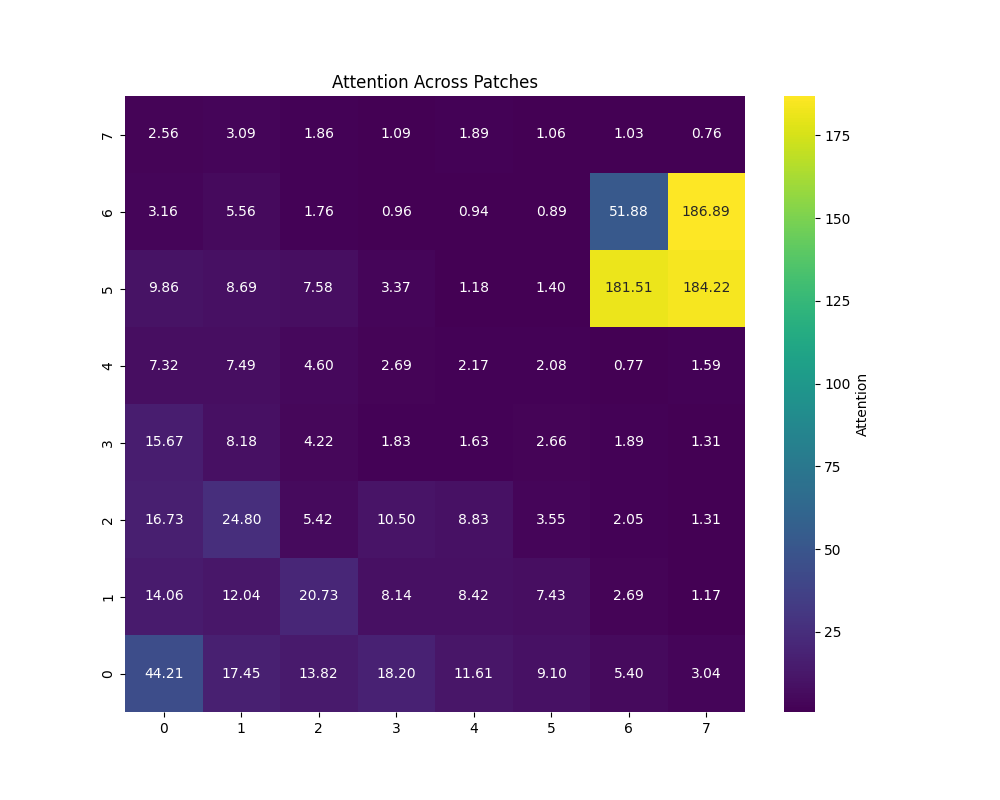 Attention Across Patches
7 2.56 3.09 1.86 1.09 1.89 1.06 1.03 0.76
6 3.16 5.56 1.76 0.96 0.94 0.89 51.88 186.89
5 9.86 8.69 7.58 3.37 1.18 1.40 181.51 184.22
4 7.32 7.49 4.60 2.69 2.17 2.08 0.77 1.59
3 15.67 8.18 4.22 1.83 1.63 2.66 1.89 1.31
2 16.73 24.80 5.42 10.50 8.83 3.55 2.05 1.31
1 14.06 12.04 20.73 8.14 8.42 7.43 2.69 1.17
0 44.21 17.45 13.82 18.20 11.61 9.10 5.40 3.04
0 1 2 3 4 5 6 7
175
150
125
100
75
50
25
Attention